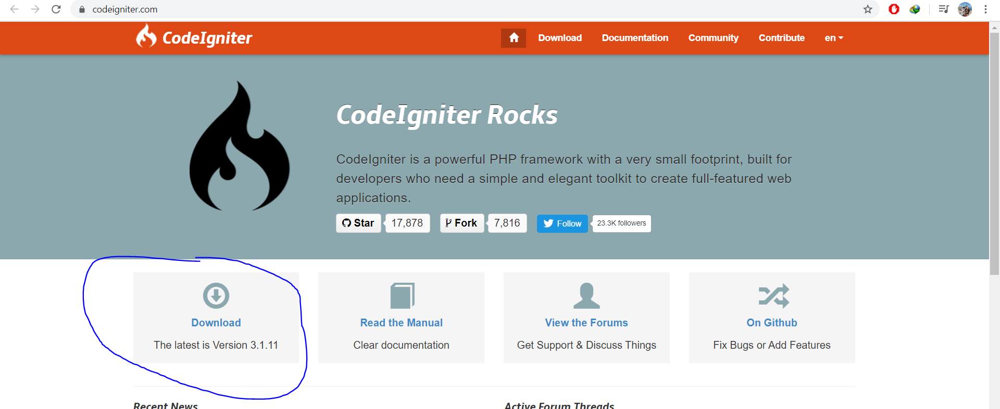 codeigniter.com
CodeIgniter
Download
Documentation
Community
Contribute
en
CodeIgniter Rocks
CodeIgniter is a powerful PHP framework with a very small footprint, built for
developers who need a simple and elegant toolkit to create full-featured web
applications.
Star
17,878
Fork
7,816
Follow
23.3K followers
Download
The latest is Version 3.1.11
Read the Manual
Clear documentation
View the Forums
Get Support & Discuss Things
On Github
Fix Bugs or Add Features
Recent News
Active Forum Threads